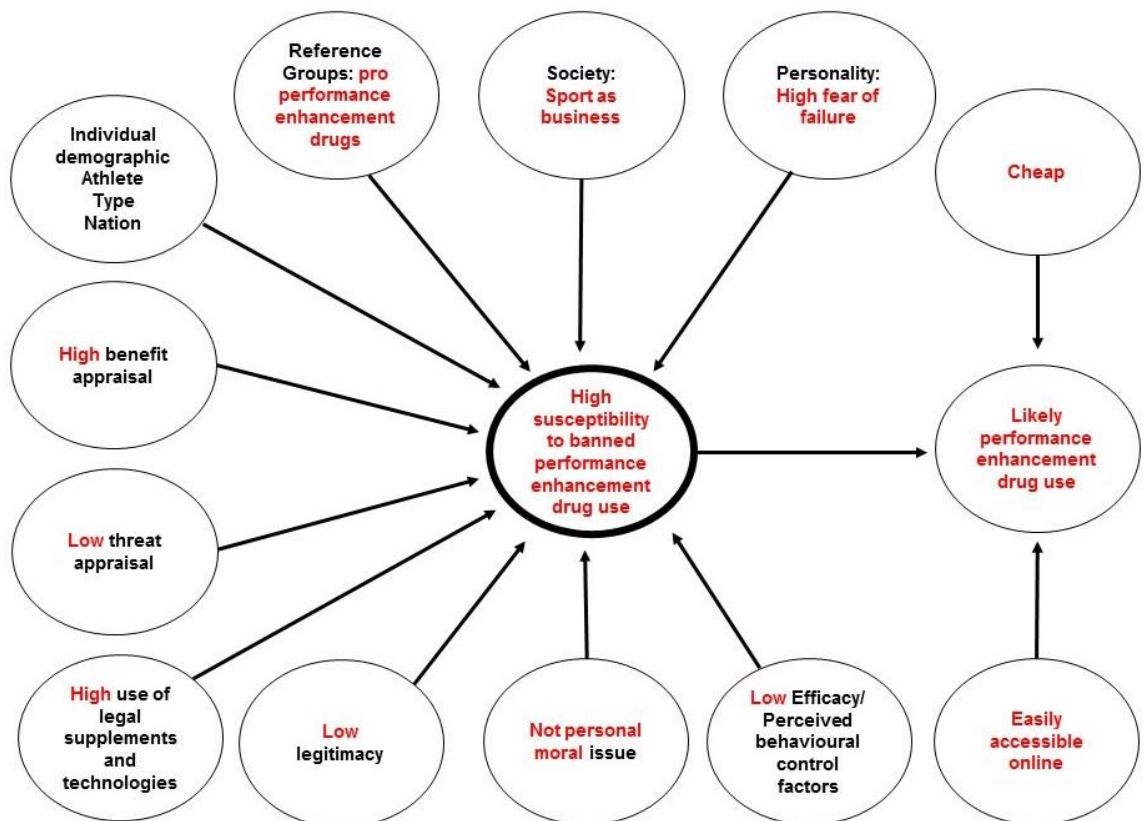 Reference
Groups: pro
performance
enhancement
drugs
Society:
Sport as
business
Personality:
High fear of
failure
Individual
demographic
Athlete
Type
Nation
Cheap
High benefit
appraisal
High
susceptibility
to banned
performance
enhancement
drug use
Likely
performance
enhancement
drug use
Low threat
appraisal
High use of
legal
supplements
and
technologies
Low
legitimacy
Not personal
moral issue
Low Efficacy/
Perceived
behavioural
control
factors
Easily
accessible
online